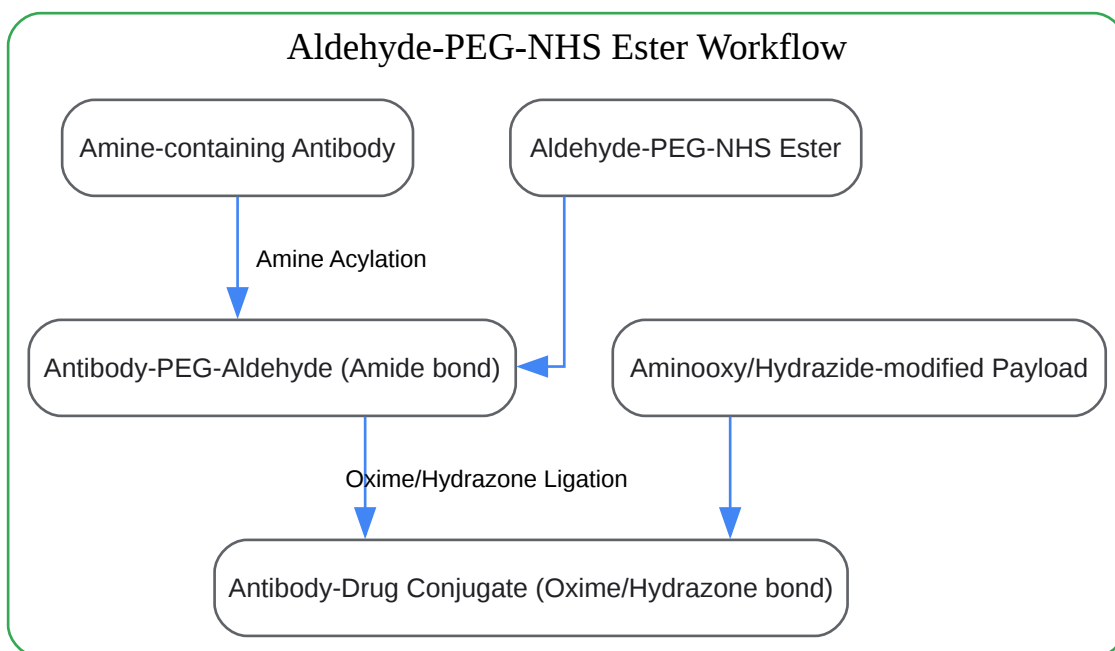 Aldehyde-PEG-NHS Ester Workflow
Amine-containing Antibody
Aldehyde-PEG-NHS Ester
Amine Acylation
Antibody-PEG-Aldehyde (Amide bond)
Aminooxy/Hydrazide-modified Payload
Oxime/Hydrazone Ligation
Antibody-Drug Conjugate (Oxime/Hydrazone bond)